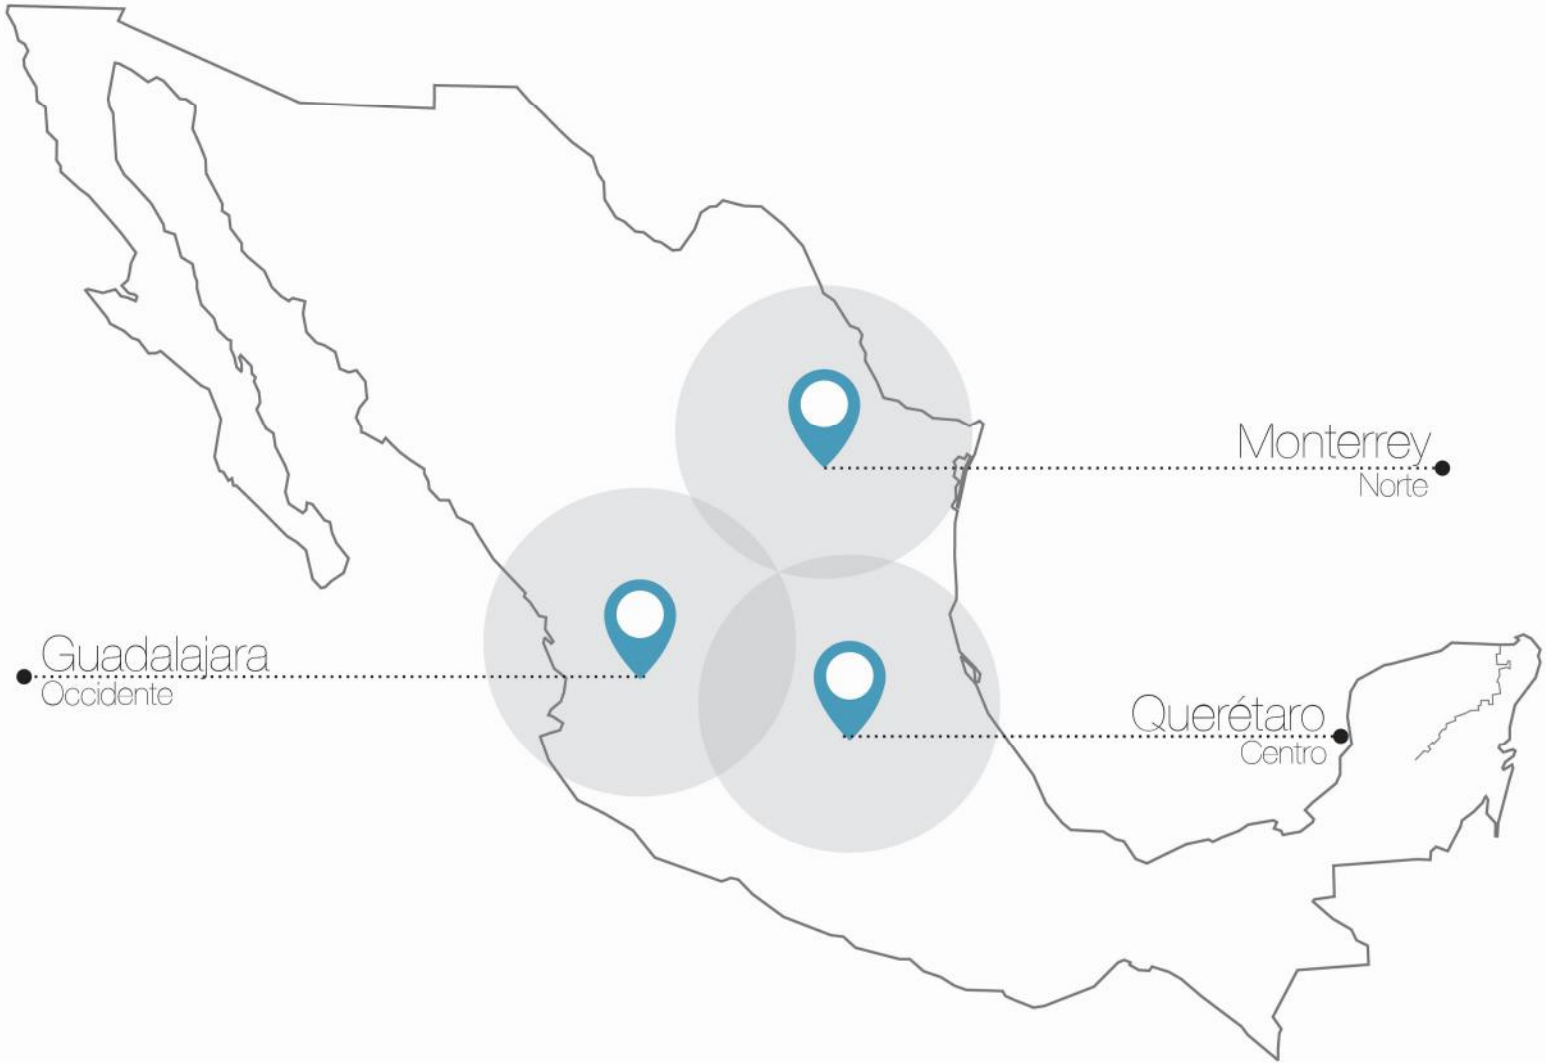 Monterrey
Norte
Guadalajara
Occidente
Querétaro
Centro